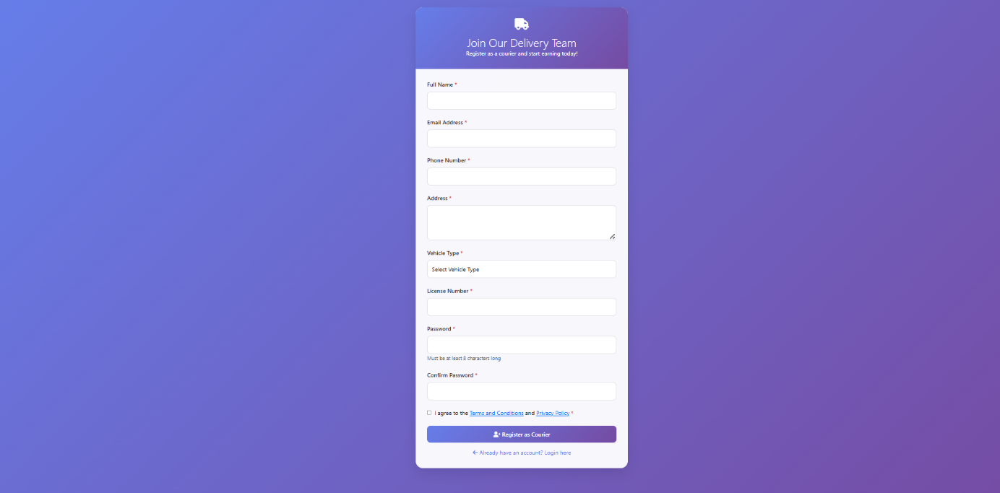 Join Our Delivery Team
Register as a courier and start earning today!
Full Name *
Email Address *
Phone Number *
Address *
Vehicle Type *
Select Vehicle Type
License Number *
Password *
Must be at least 8 characters long
Confirm Password *
I agree to the Terms and Conditions and Privacy Policy *
Register as Courier
Already have an account? Login here